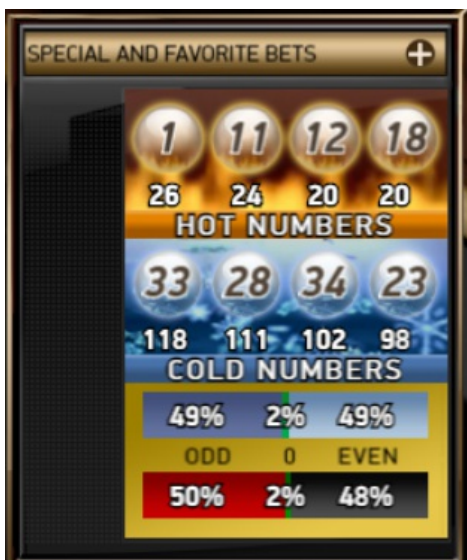 SPECIAL AND FAVORITE BETS
1 11 12 18
26 24 20 20
HOT NUMBERS
33 28 34 23
118 111 102 98
COLD NUMBERS
49% 2% 49%
ODD 0 EVEN
50% 2% 48%